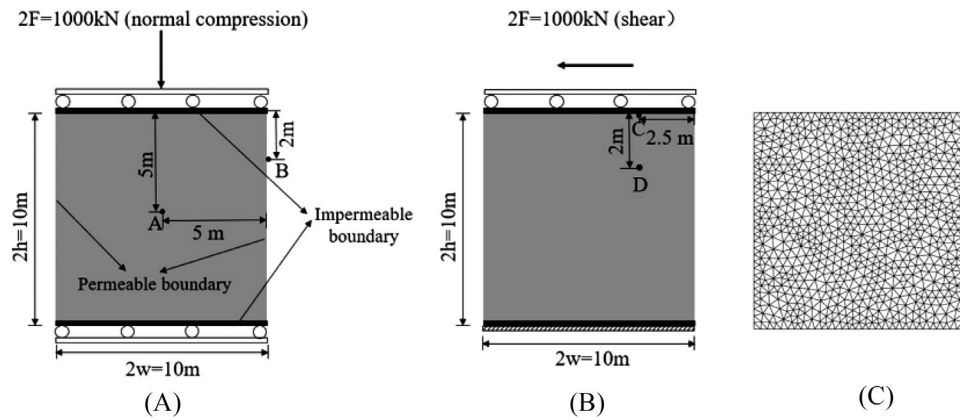 2F=1000kN (normal compression)
2h=10m
5m
A
5 m
2m
B
Impermeable
boundary
Permeable boundary
2w=10m
(A)
2F=1000kN (shear）
2h=10m
C
2m
2.5 m
D
2w=10m
(B)
(C)